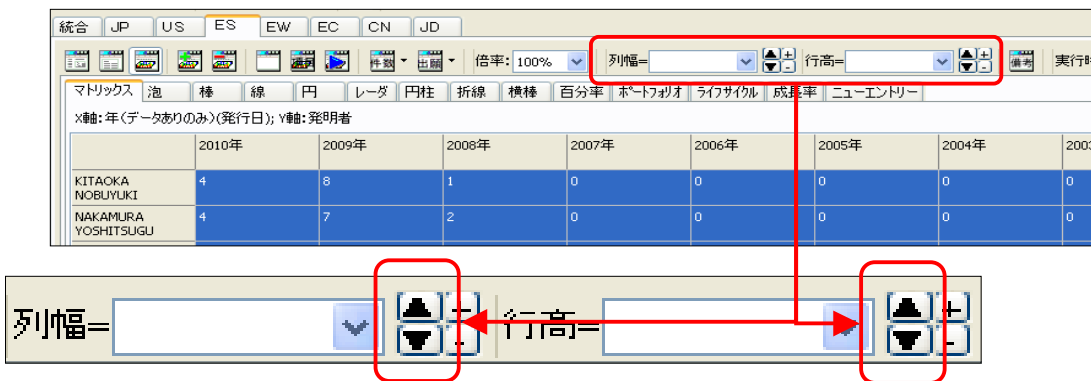 統合 JP US ES EW EC CN JD
選択 件数 出願 倍率: 100% 列幅= 行高= + - 備考
マトリックス 泡 棒 線 円 レーダ 円柱 折線 横棒 百分率 ポートフォリオ ライフサイクル 成長率 ニューエントリー
X軸:年(データありのみ)(発行日); Y軸:発明者
2010年 2009年 2008年 2007年 2006年 2005年 2004年
KITAOKA NOBUYUKI 4 8 1 0 0 0 0 0
NAKAMURA YOSHITSUGU 4 7 2 0 0 0 0 0
列幅= + - 行高= + -